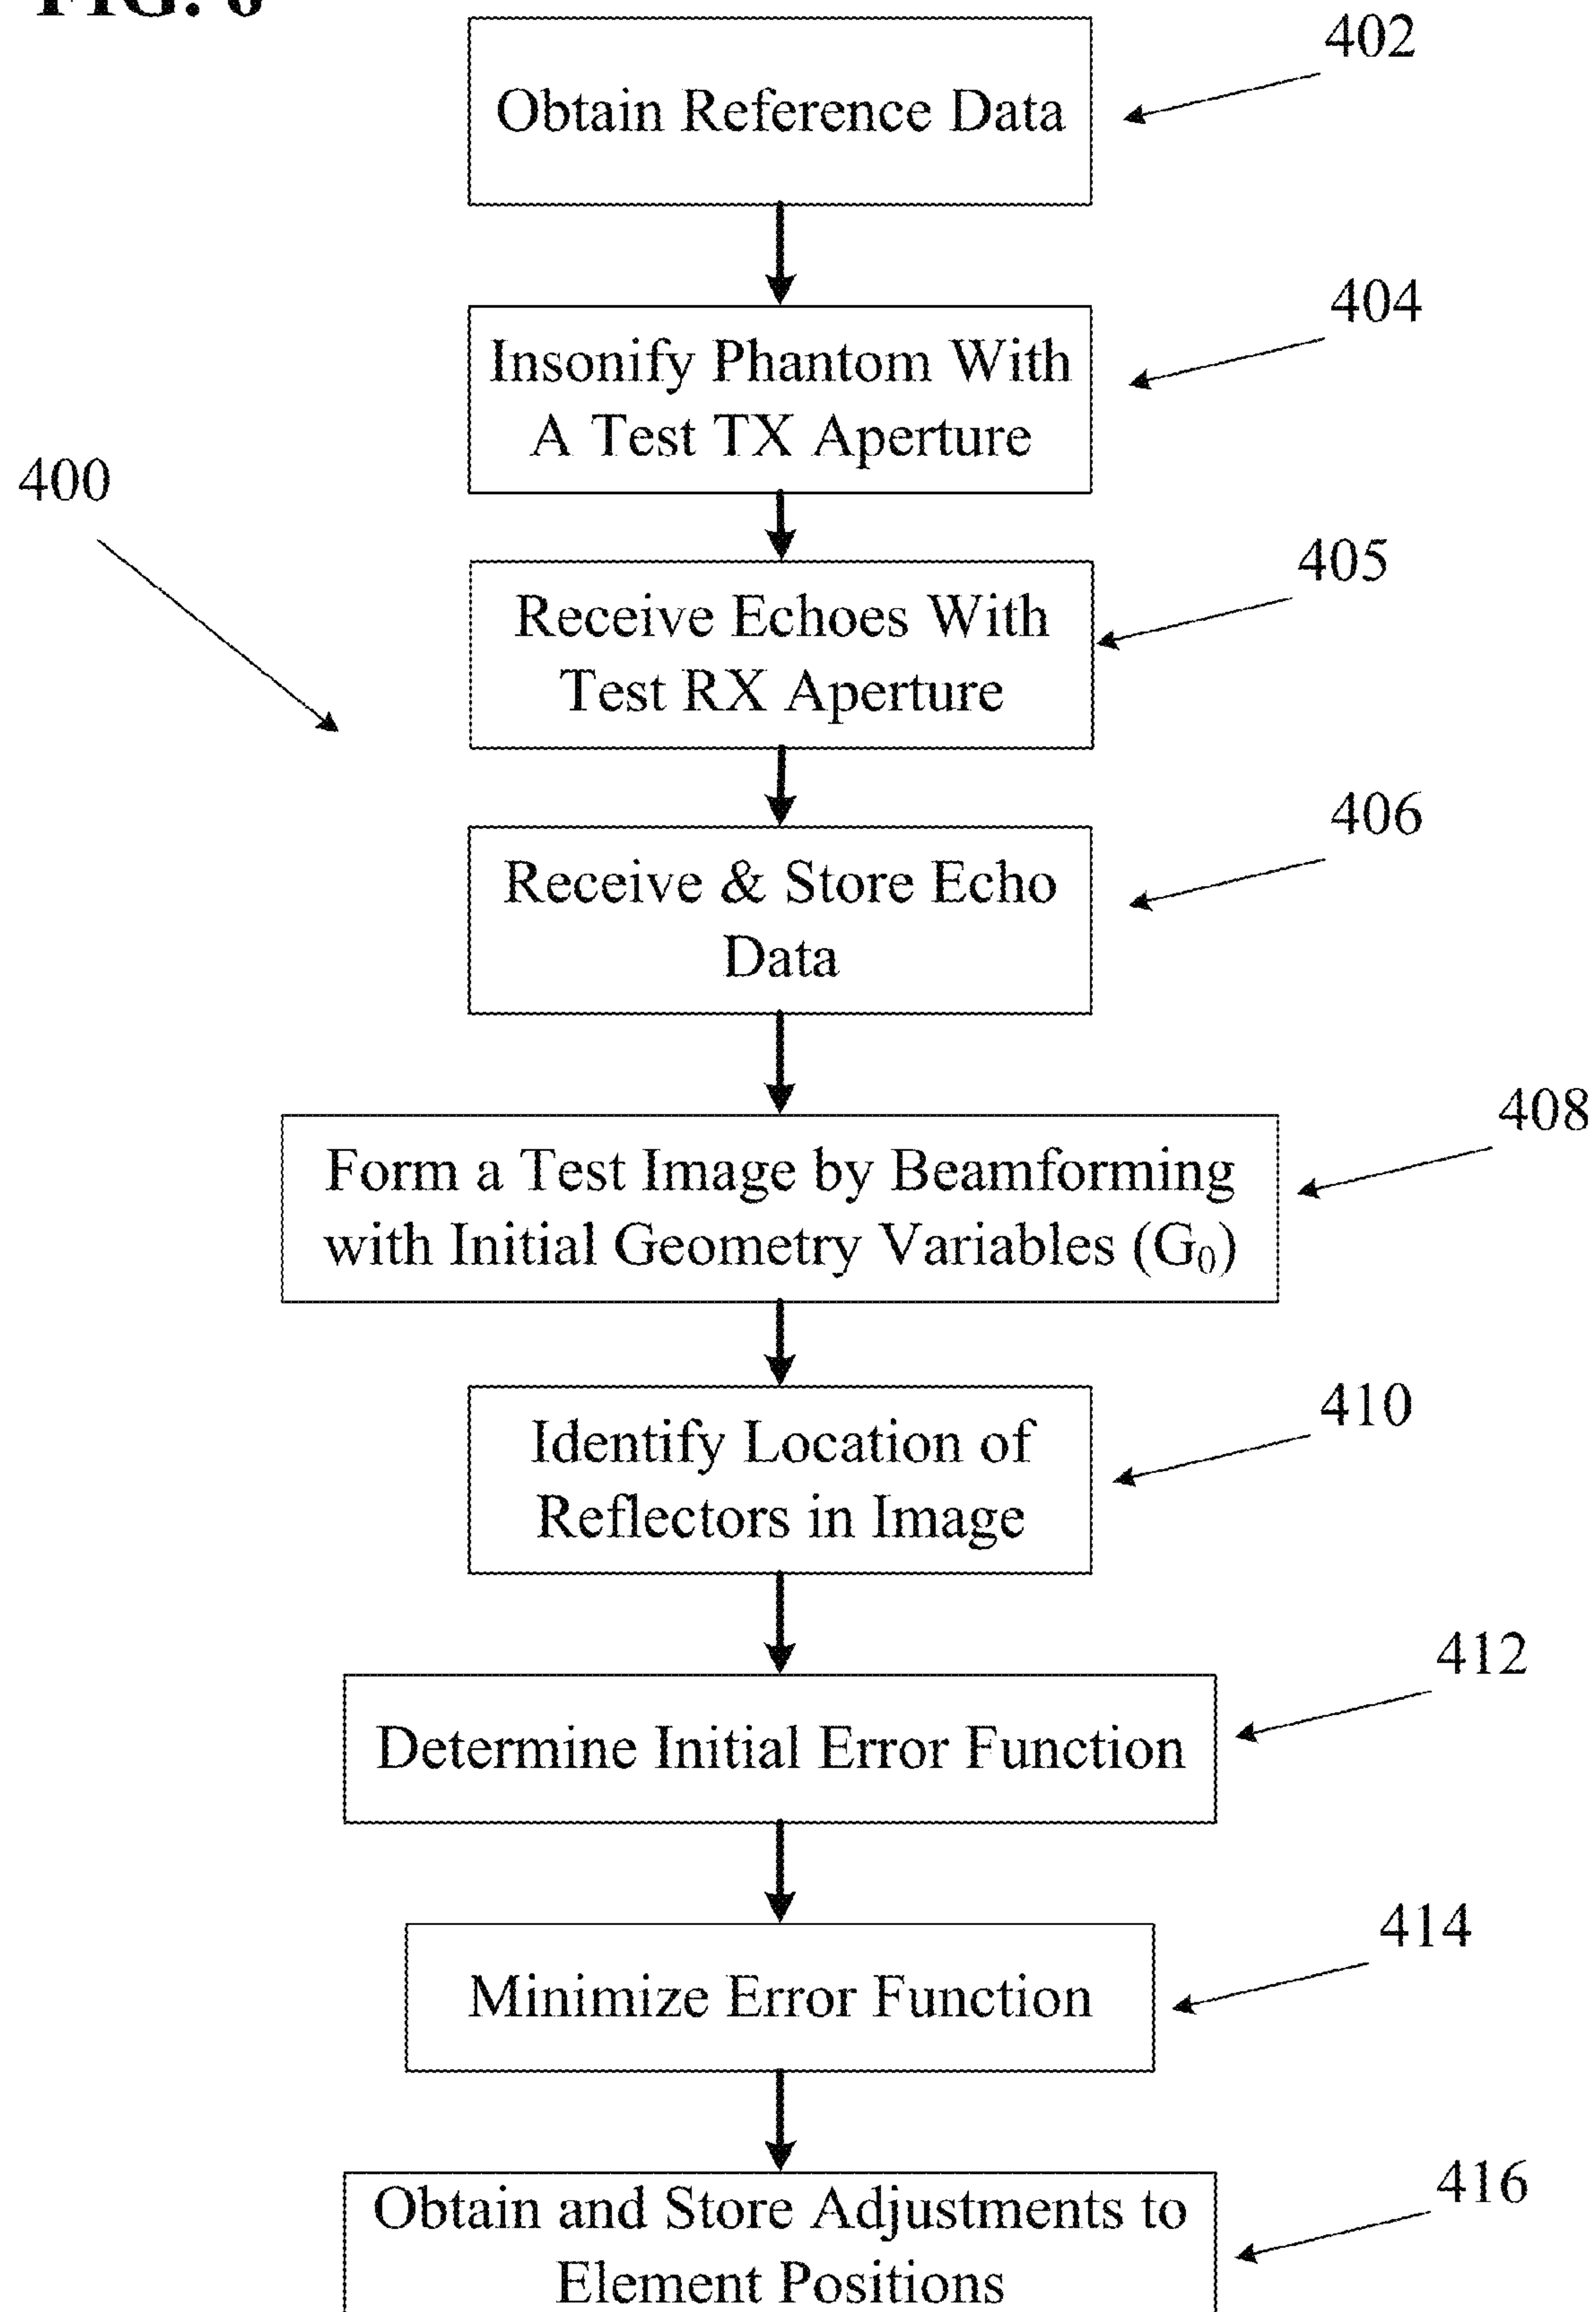 FIG. 6
402
Obtain Reference Data
404
Insonify Phantom With
A Test TX Aperture
400
405
Receive Echoes With
Test RX Aperture
406
Receive & Store Echo
Data
408
Form a Test Image by Beamforming
with Initial Geometry Variables (G₀)
410
Identify Location of
Reflectors in Image
412
Determine Initial Error Function
414
Minimize Error Function
416
Obtain and Store Adjustments to
Element Positions